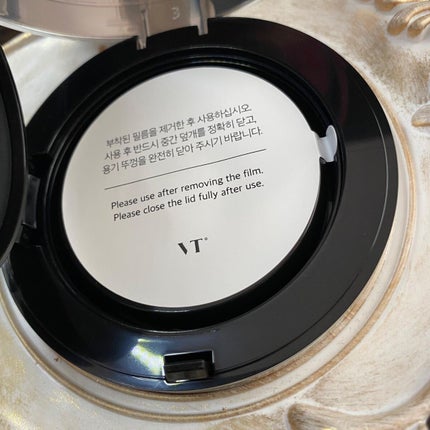 부착된 필름을 제거한 후 사용하십시오.
사용 후 반드시 중간 덮개를 정확히 닫고,
용기 뚜껑을 완전히 닫아 주시기 바랍니다.
Please use after removing the film.
Please close the lid fully after use.
VT®